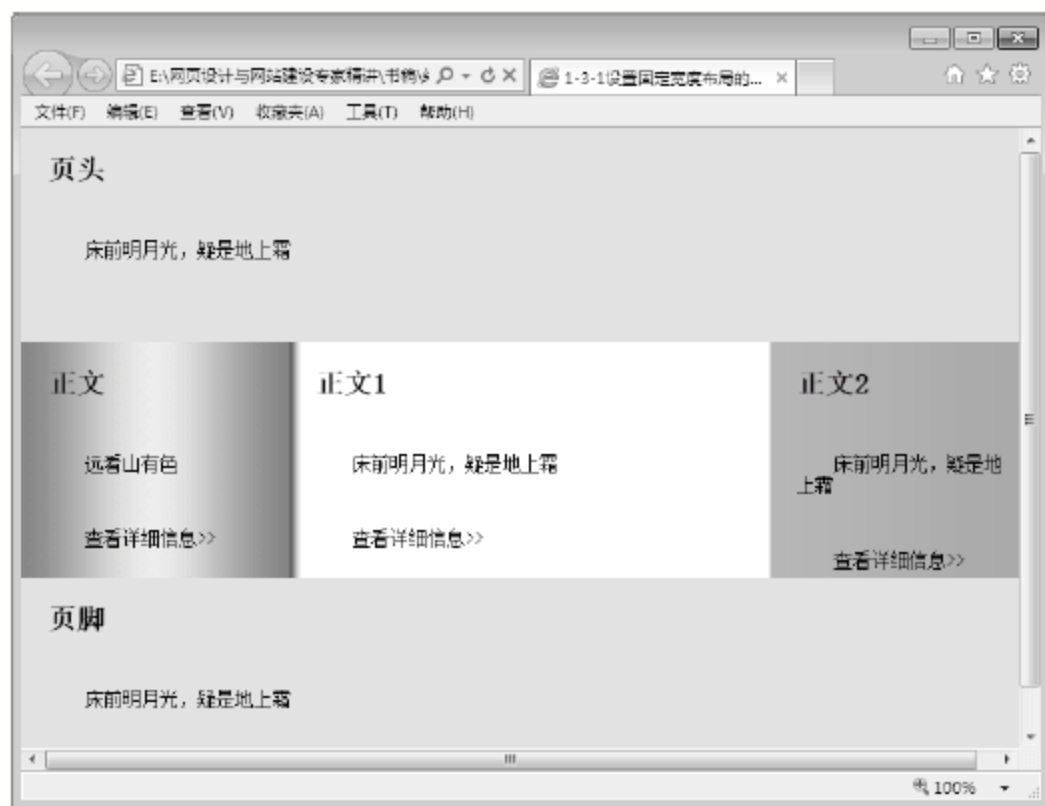 E:\网页设计与网站建设专家精讲\书稿\
1-3-1设置固定宽度布局的...
文件(F) 编辑(E) 查看(V) 收藏夹(A) 工具(T) 帮助(H)
页头
床前明月光，疑是地上霜
正文
远看山有色
查看详细信息>>
正文1
床前明月光，疑是地上霜
查看详细信息>>
正文2
床前明月光，疑是地
上霜
查看详细信息>>
页脚
床前明月光，疑是地上霜
100%